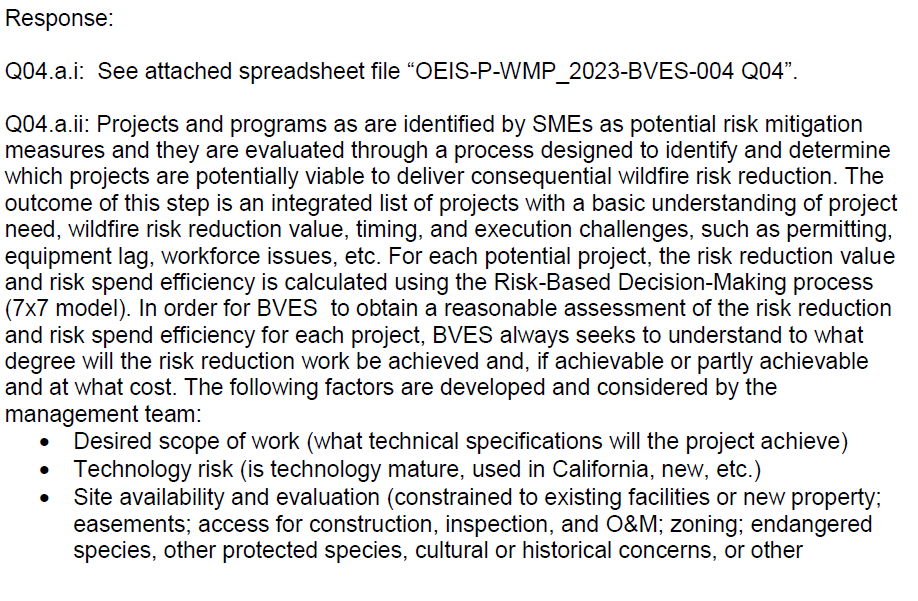 Response:
Q04.a.i:  See attached spreadsheet file “OEIS-P-WMP_2023-BVES-004 Q04”.
Q04.a.ii: Projects and programs as are identified by SMEs as potential risk mitigation
measures and they are evaluated through a process designed to identify and determine
which projects are potentially viable to deliver consequential wildfire risk reduction. The
outcome of this step is an integrated list of projects with a basic understanding of project
need, wildfire risk reduction value, timing, and execution challenges, such as permitting,
equipment lag, workforce issues, etc. For each potential project, the risk reduction value
and risk spend efficiency is calculated using the Risk-Based Decision-Making process
(7x7 model). In order for BVES  to obtain a reasonable assessment of the risk reduction
and risk spend efficiency for each project, BVES always seeks to understand to what
degree will the risk reduction work be achieved and, if achievable or partly achievable
and at what cost. The following factors are developed and considered by the
management team:
• Desired scope of work (what technical specifications will the project achieve)
• Technology risk (is technology mature, used in California, new, etc.)
• Site availability and evaluation (constrained to existing facilities or new property;
easements; access for construction, inspection, and O&M; zoning; endangered
species, other protected species, cultural or historical concerns, or other